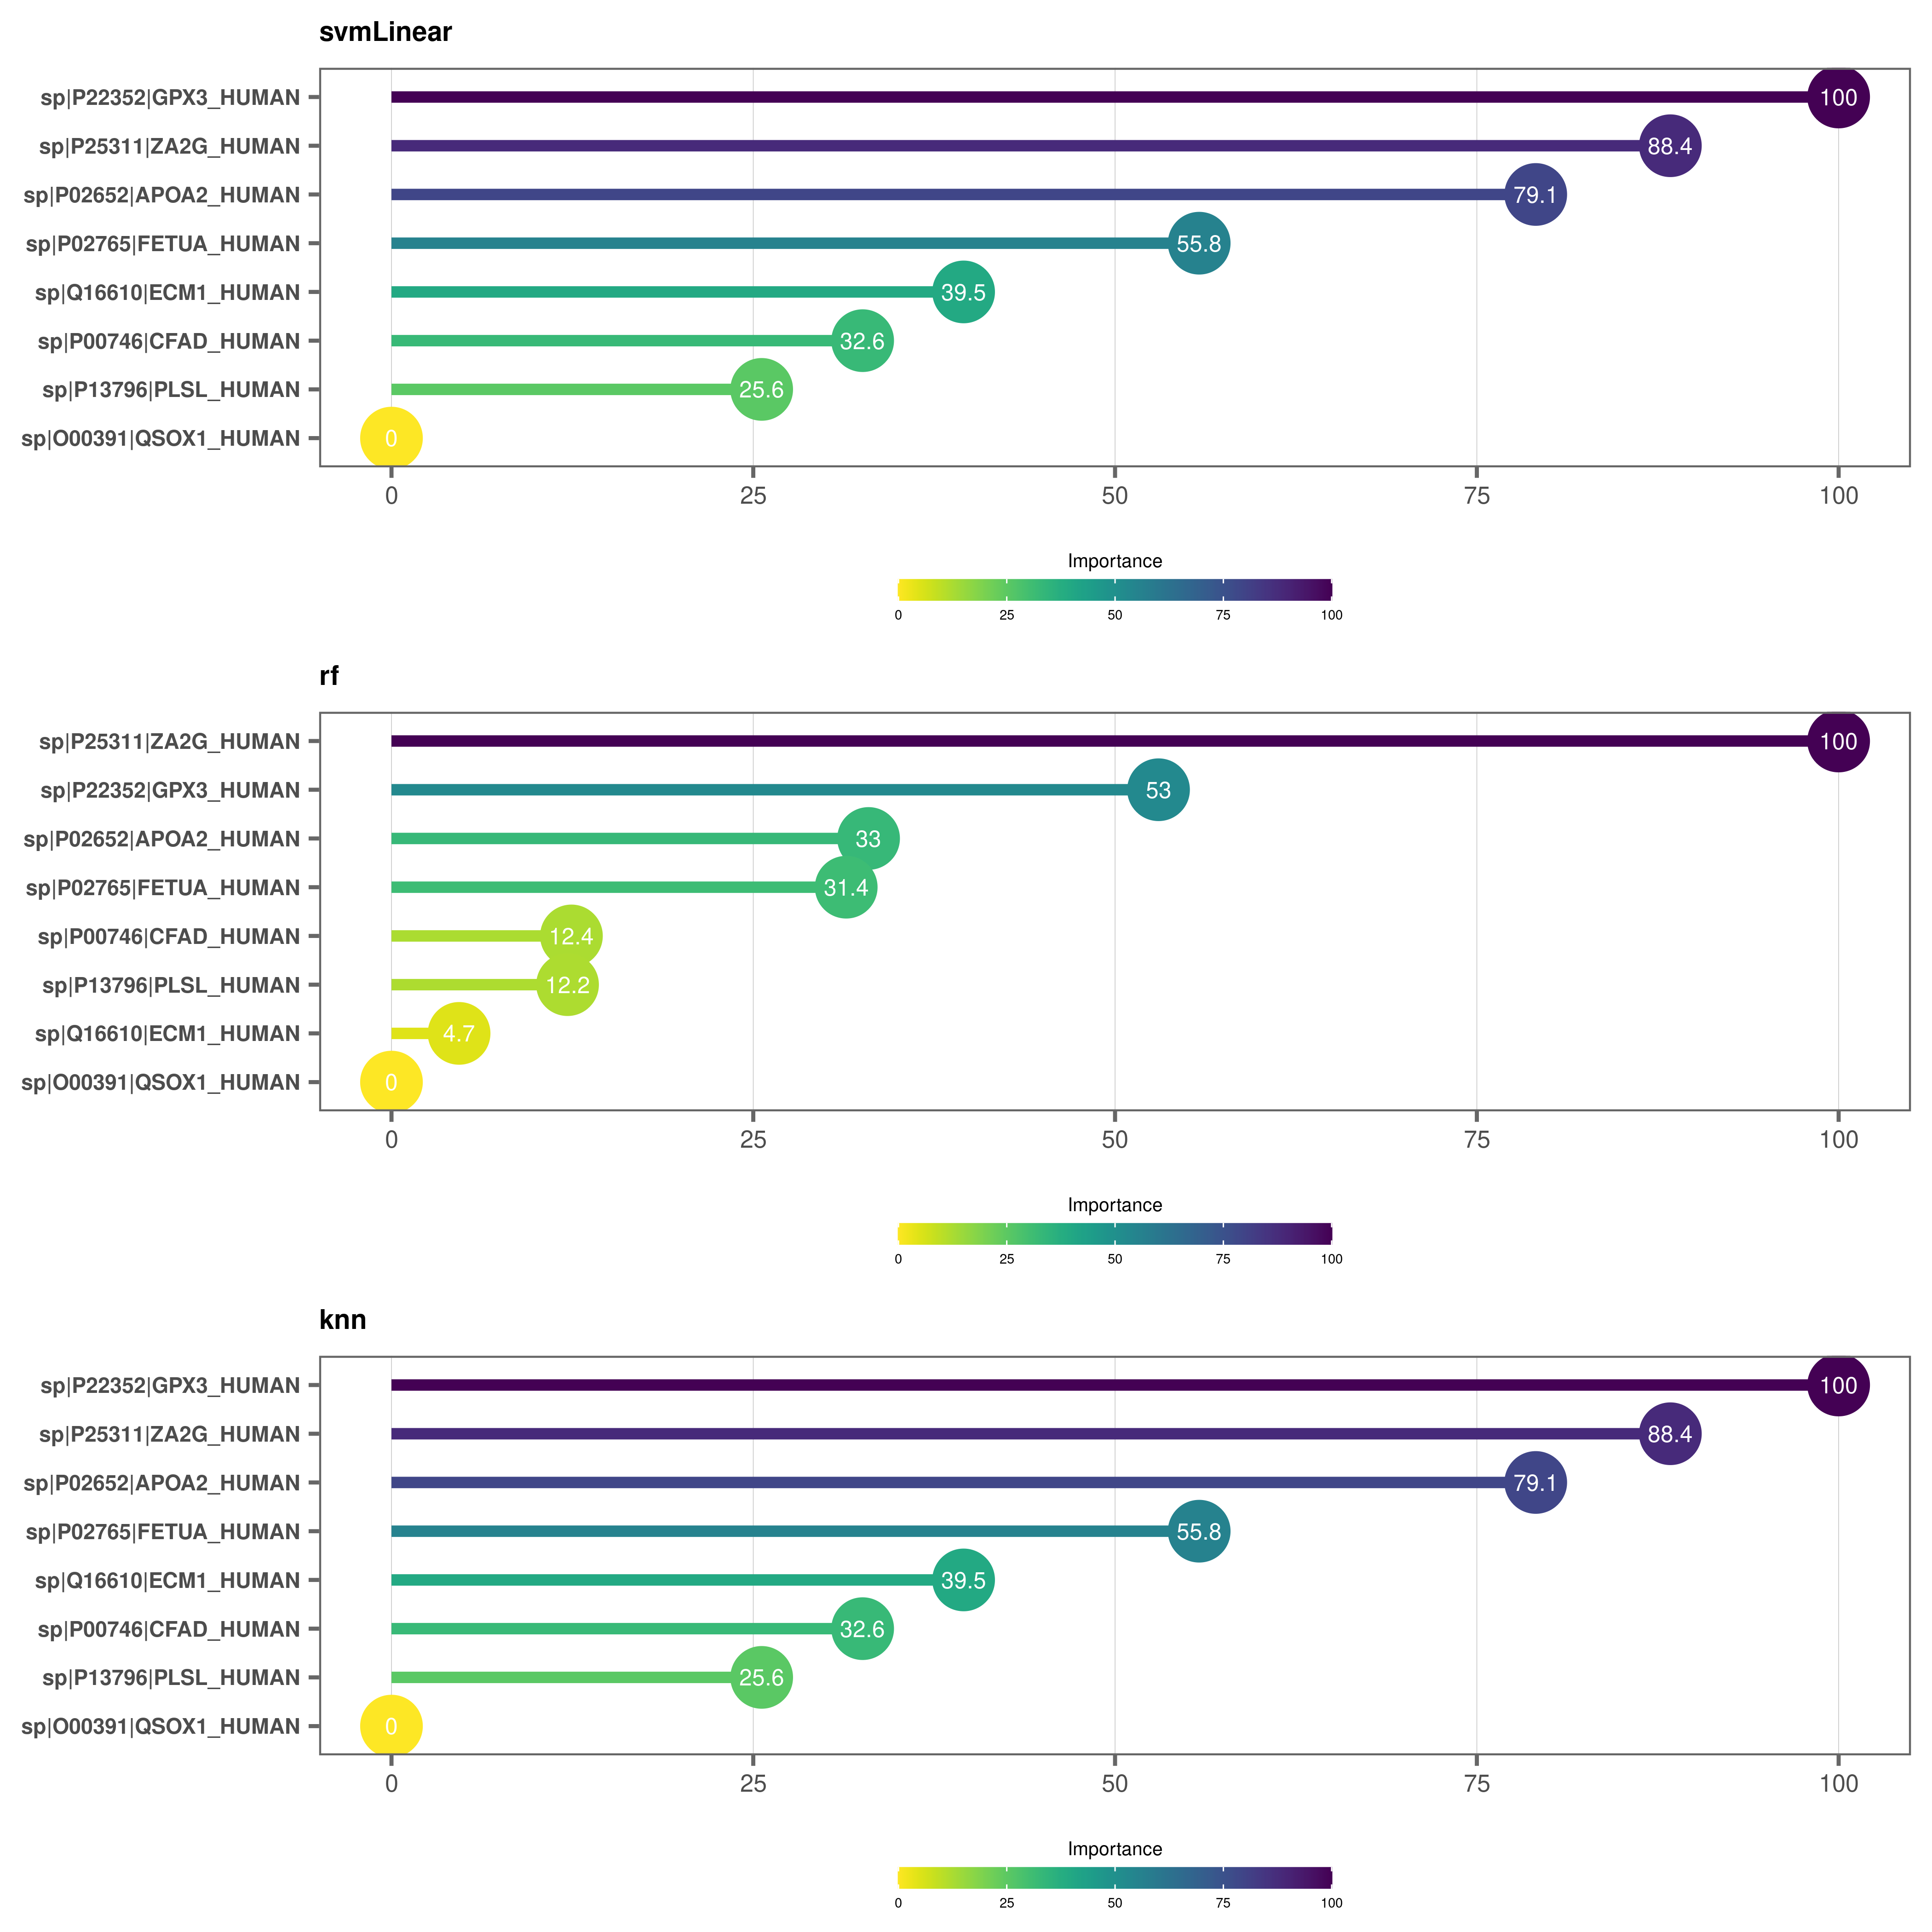 svmLinear
sp|P22352|GPX3_HUMAN 100
sp|P25311|ZA2G_HUMAN 88.4
sp|P02652|APOA2_HUMAN 79.1
sp|P02765|FETUA_HUMAN 55.8
sp|Q16610|ECM1_HUMAN 39.5
sp|P00746|CFAD_HUMAN 32.6
sp|P13796|PLSL_HUMAN 25.6
sp|O00391|QSOX1_HUMAN 0
0 25 50 75 100
Importance
0 25 50 75 100
rf
sp|P25311|ZA2G_HUMAN 100
sp|P22352|GPX3_HUMAN 53
sp|P02652|APOA2_HUMAN 33
sp|P02765|FETUA_HUMAN 31.4
sp|P00746|CFAD_HUMAN 12.4
sp|P13796|PLSL_HUMAN 12.2
sp|Q16610|ECM1_HUMAN 4.7
sp|O00391|QSOX1_HUMAN 0
0 25 50 75 100
Importance
0 25 50 75 100
knn
sp|P22352|GPX3_HUMAN 100
sp|P25311|ZA2G_HUMAN 88.4
sp|P02652|APOA2_HUMAN 79.1
sp|P02765|FETUA_HUMAN 55.8
sp|Q16610|ECM1_HUMAN 39.5
sp|P00746|CFAD_HUMAN 32.6
sp|P13796|PLSL_HUMAN 25.6
sp|O00391|QSOX1_HUMAN 0
0 25 50 75 100
Importance
0 25 50 75 100